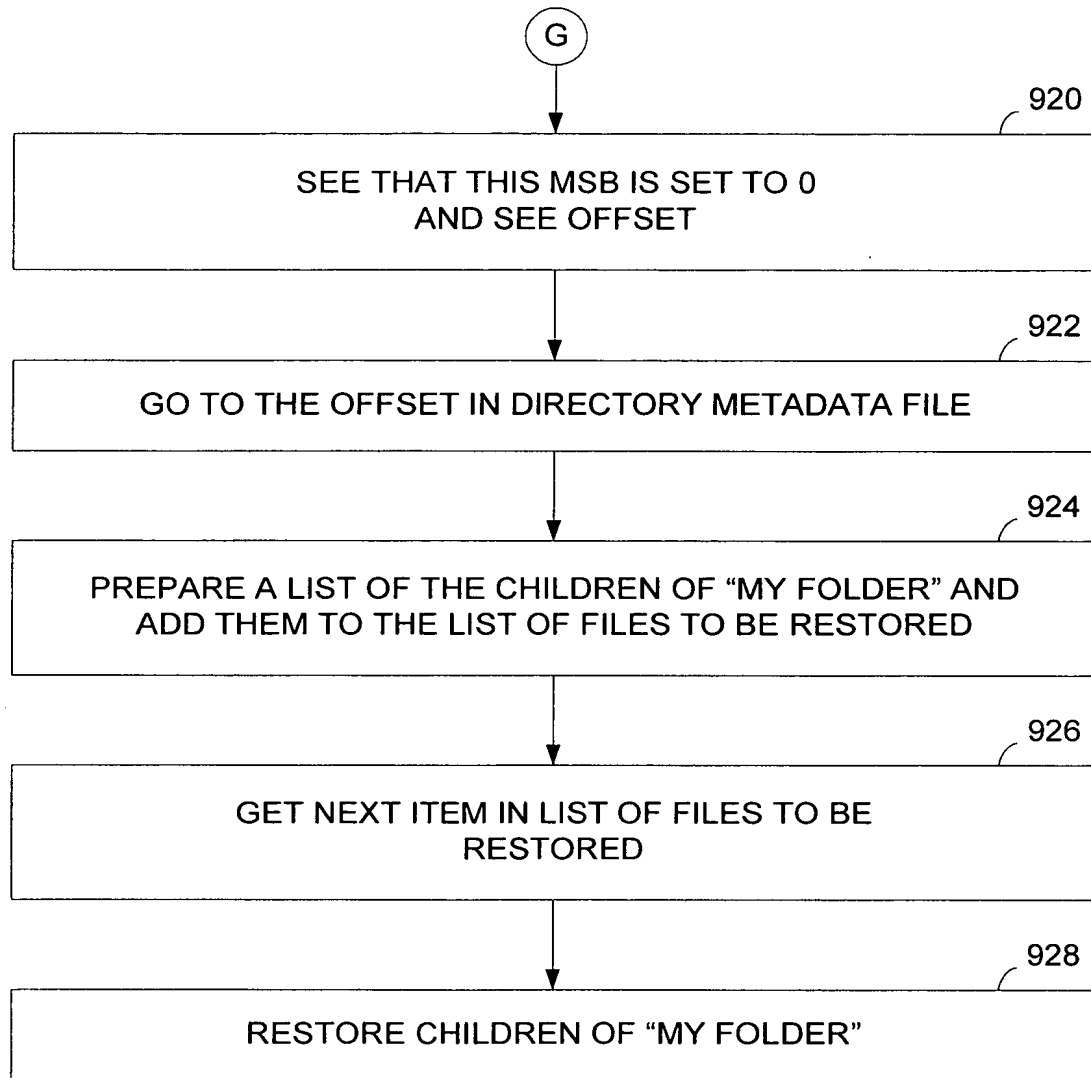 G
920
SEE THAT THIS MSB IS SET TO 0
AND SEE OFFSET
922
GO TO THE OFFSET IN DIRECTORY METADATA FILE
924
PREPARE A LIST OF THE CHILDREN OF “MY FOLDER” AND
ADD THEM TO THE LIST OF FILES TO BE RESTORED
926
GET NEXT ITEM IN LIST OF FILES TO BE
RESTORED
928
RESTORE CHILDREN OF “MY FOLDER”